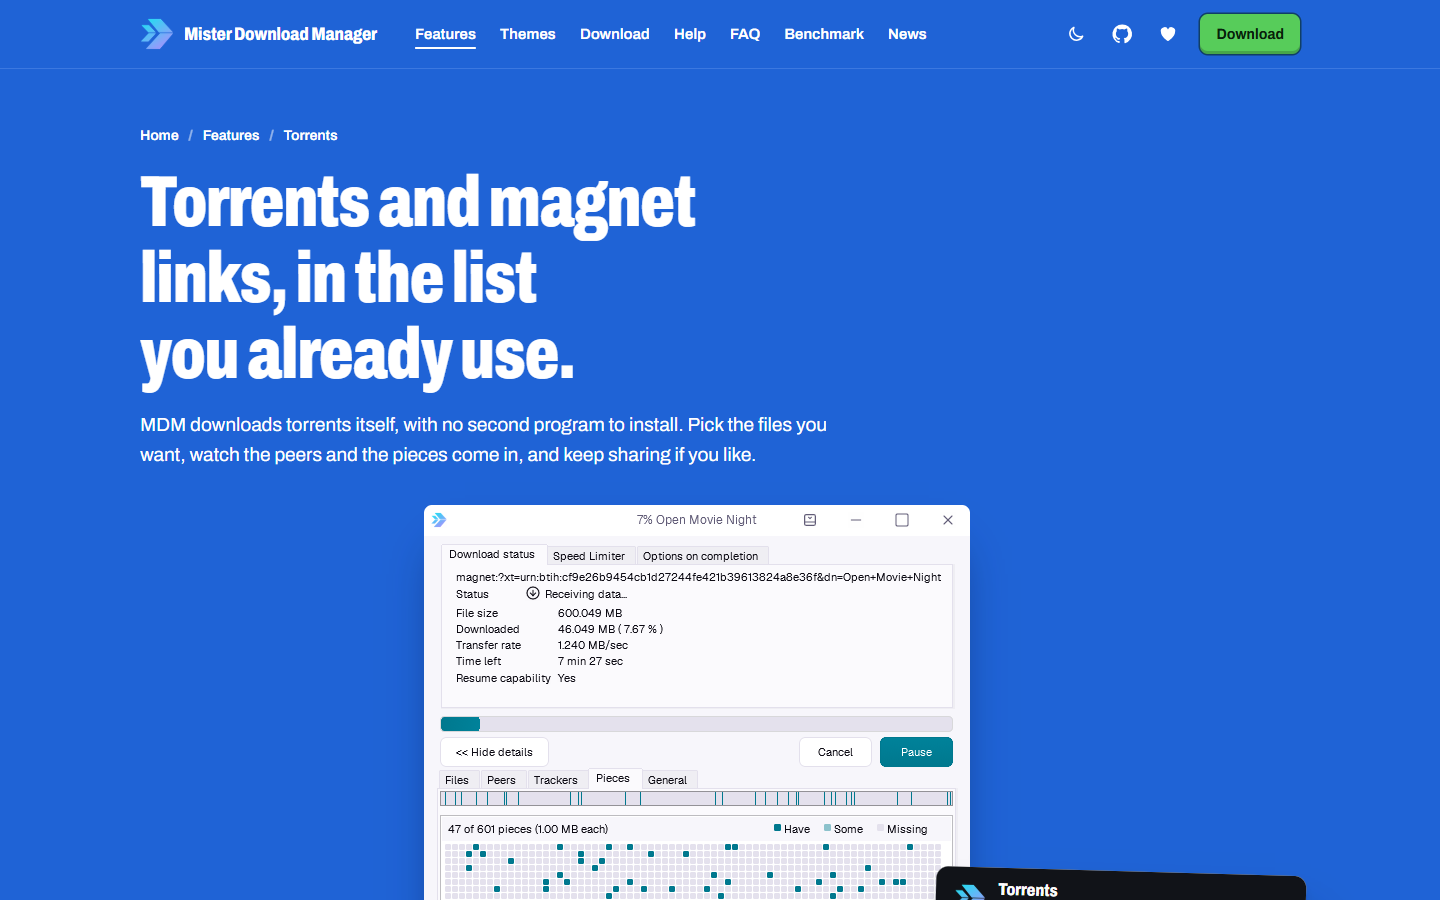 Mister Download Manager Features Themes Download Help FAQ Benchmark News Download
Home / Features / Torrents
Torrents and magnet
links, in the list
you already use.
MDM downloads torrents itself, with no second program to install. Pick the files you
want, watch the peers and the pieces come in, and keep sharing if you like.
7% Open Movie Night
Download status Speed Limiter Options on completion
magnet:?xt=urn:btih:cf9e26b9454cb1d27244fe421b39613824a8e36f&dn=Open+Movie+Night
Status Receiving data...
File size 600.049 MB
Downloaded 46.049 MB ( 7.67 % )
Transfer rate 1.240 MB/sec
Time left 7 min 27 sec
Resume capability Yes
<< Hide details Cancel Pause
Files Peers Trackers Pieces General
47 of 601 pieces (1.00 MB each) Have Some Missing
Torrents